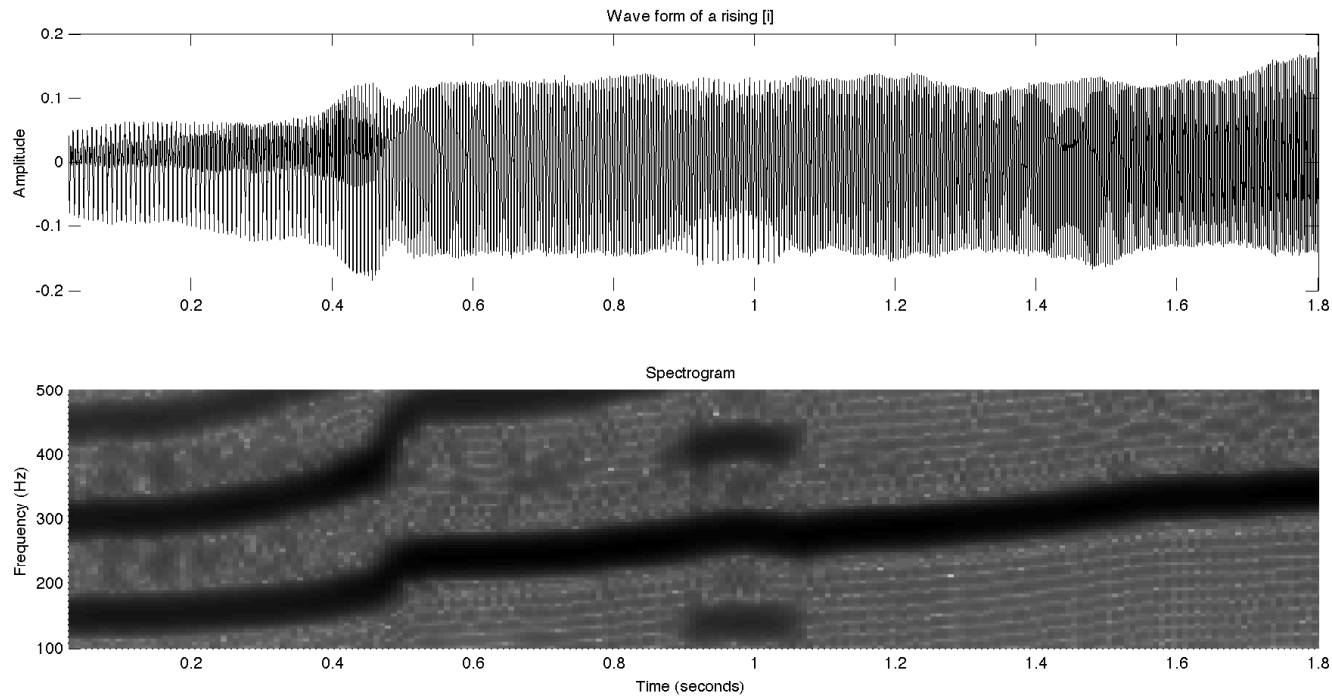 Wave form of a rising [i]
0.2
0.1
0
-0.1
-0.2
Amplitude
0.2 0.4 0.6 0.8 1 1.2 1.4 1.6 1.8
Spectrogram
500
400
300
200
100
Frequency (Hz)
0.2 0.4 0.6 0.8 1 1.2 1.4 1.6 1.8
Time (seconds)